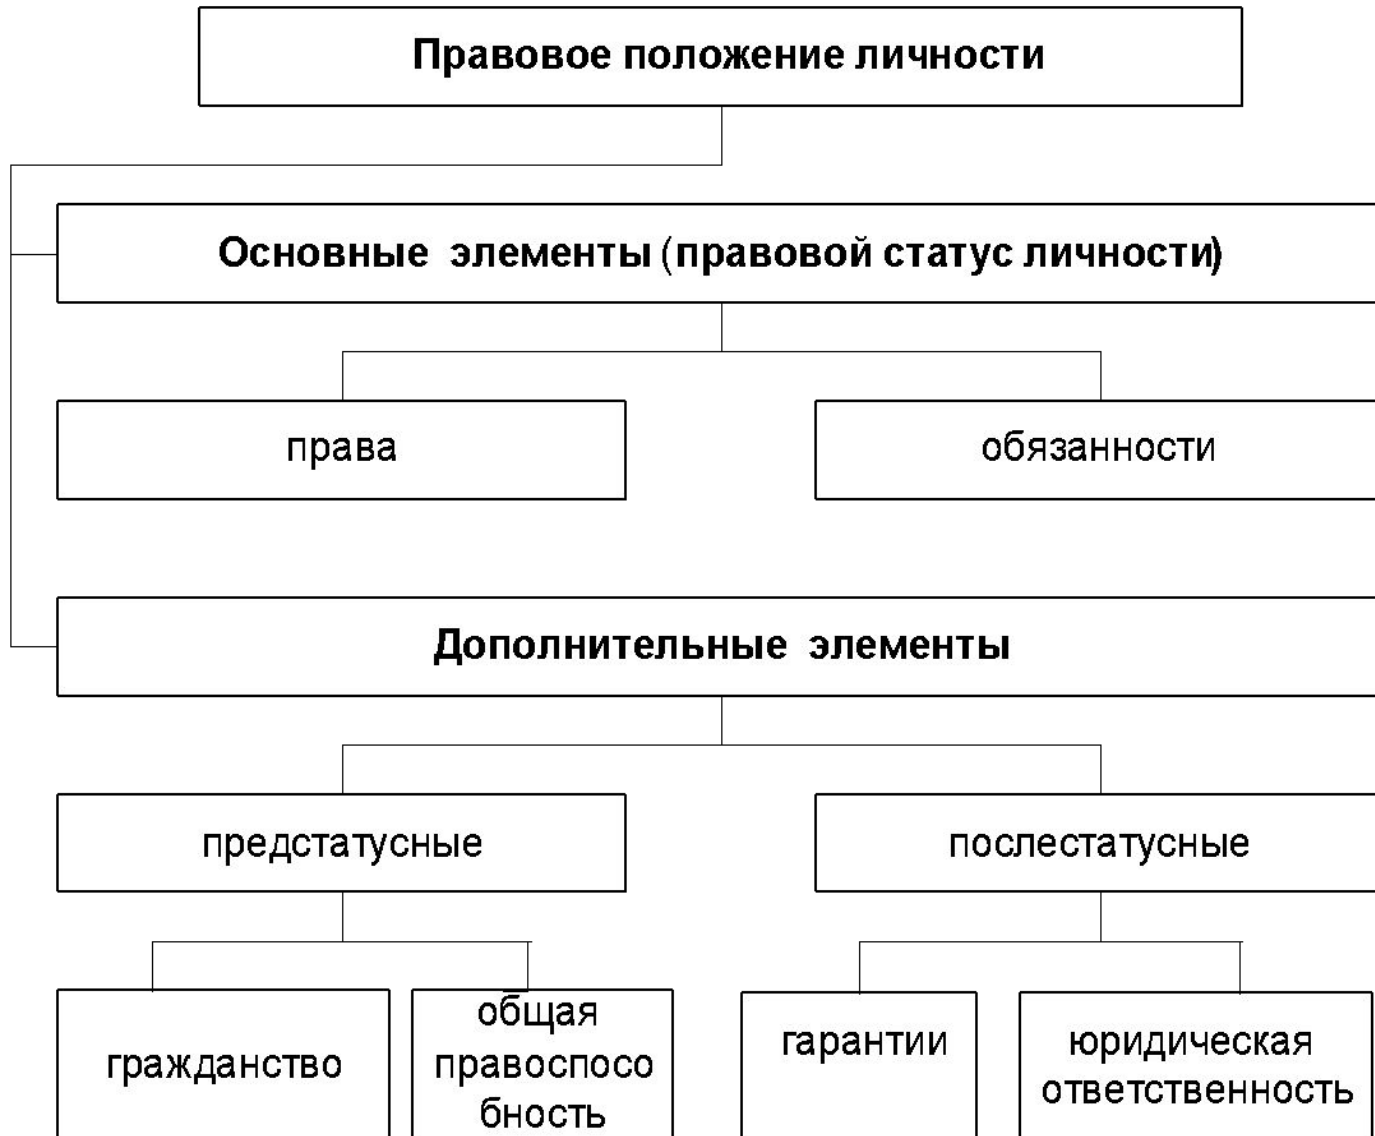 Правовое положение личности
Основные элементы (правовой статус личности)
права
обязанности
Дополнительные элементы
предстатусные
послестатусные
гражданство
общая
правоспосо
бность
гарантии
юридическая
ответственность